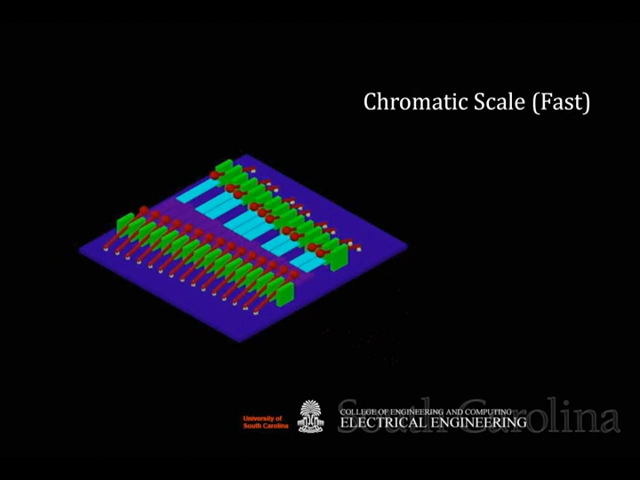 Chromatic Scale (Fast)
South Carolina
University of
South Carolina
COLLEGE OF ENGINEERING AND COMPUTING
ELECTRICAL ENGINEERING